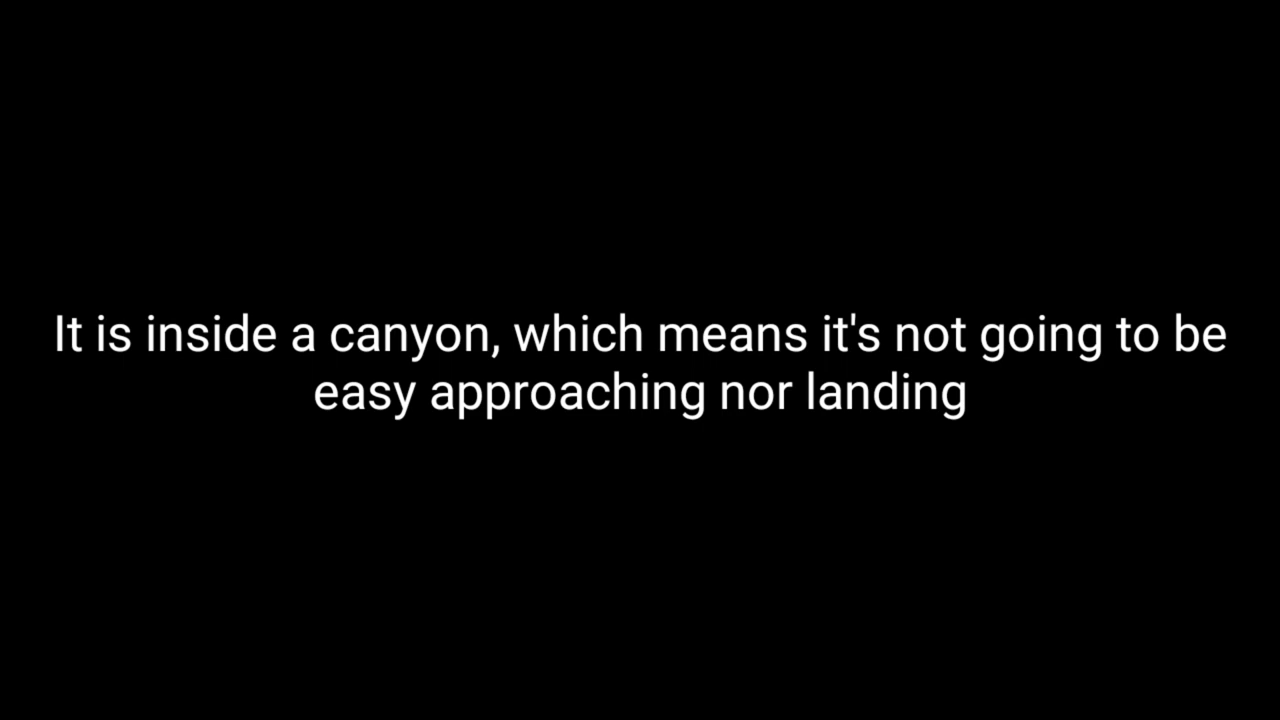 It is inside a canyon, which means it's not going to be
easy approaching nor landing